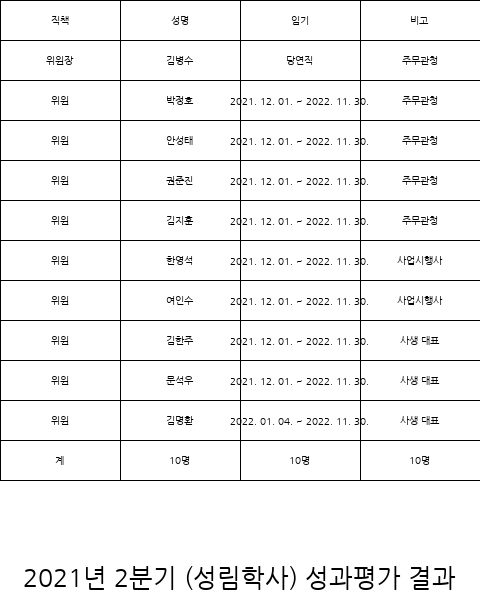 직책 성명 임기 비고
위원장 김병수 당연직 주무관청
위원 박정호 2021. 12. 01. ~ 2022. 11. 30. 주무관청
위원 안성태 2021. 12. 01. ~ 2022. 11. 30. 주무관청
위원 권준진 2021. 12. 01. ~ 2022. 11. 30. 주무관청
위원 김지훈 2021. 12. 01. ~ 2022. 11. 30. 주무관청
위원 한영석 2021. 12. 01. ~ 2022. 11. 30. 사업시행사
위원 여인수 2021. 12. 01. ~ 2022. 11. 30. 사업시행사
위원 김한주 2021. 12. 01. ~ 2022. 11. 30. 사생 대표
위원 문석우 2021. 12. 01. ~ 2022. 11. 30. 사생 대표
위원 김명환 2022. 01. 04. ~ 2022. 11. 30. 사생 대표
계 10명 10명 10명
2021년 2분기 (성림학사) 성과평가 결과